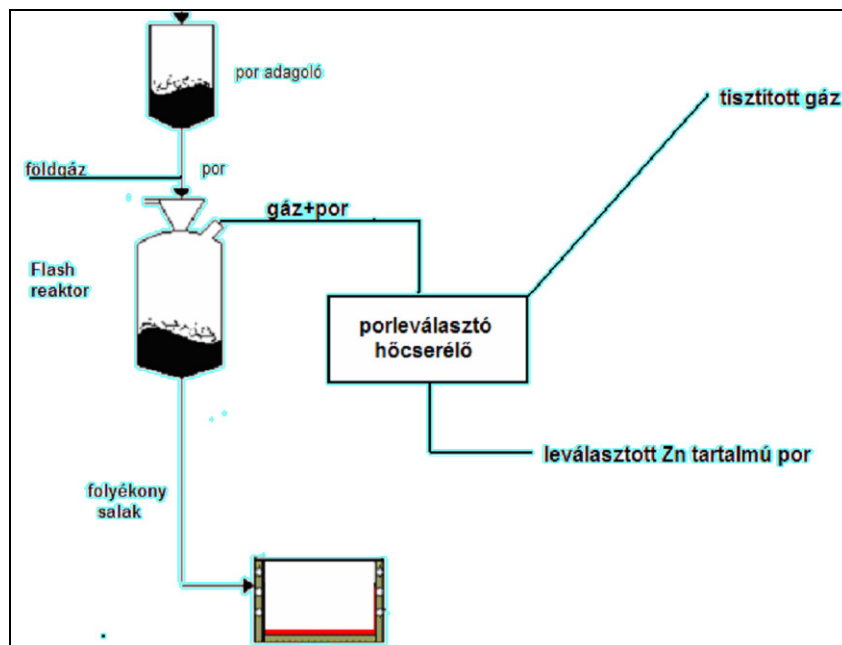 por adagoló
tisztított gáz
földgáz
por
gáz+por
Flash
reaktor
porleválasztó
hőcserélő
leválasztott Zn tartalmú por
folyékony
salak